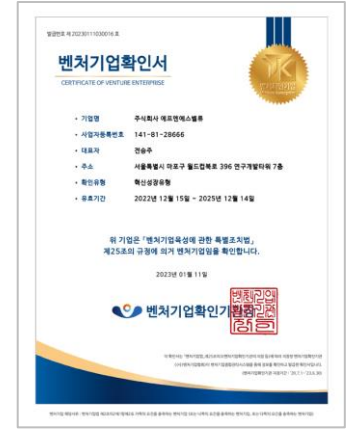 발급번호 제 20230111030016 호
벤처기업확인서
CERTIFICATE OF VENTURE ENTERPRISE
• 기업명 주식회사 에프앤에스밸류
• 사업자등록번호 141-81-28666
• 대표자 전승주
• 주소 서울특별시 마포구 월드컵북로 396 연구개발타워 7층
• 확인유형 혁신성장유형
• 유효기간 2022년 12월 15일 ~ 2025년 12월 14일
위 기업은 「벤처기업육성에 관한 특별조치법」
제25조의 규정에 의거 벤처기업임을 확인합니다.
2023년 01월 11일
벤처기업확인기관장